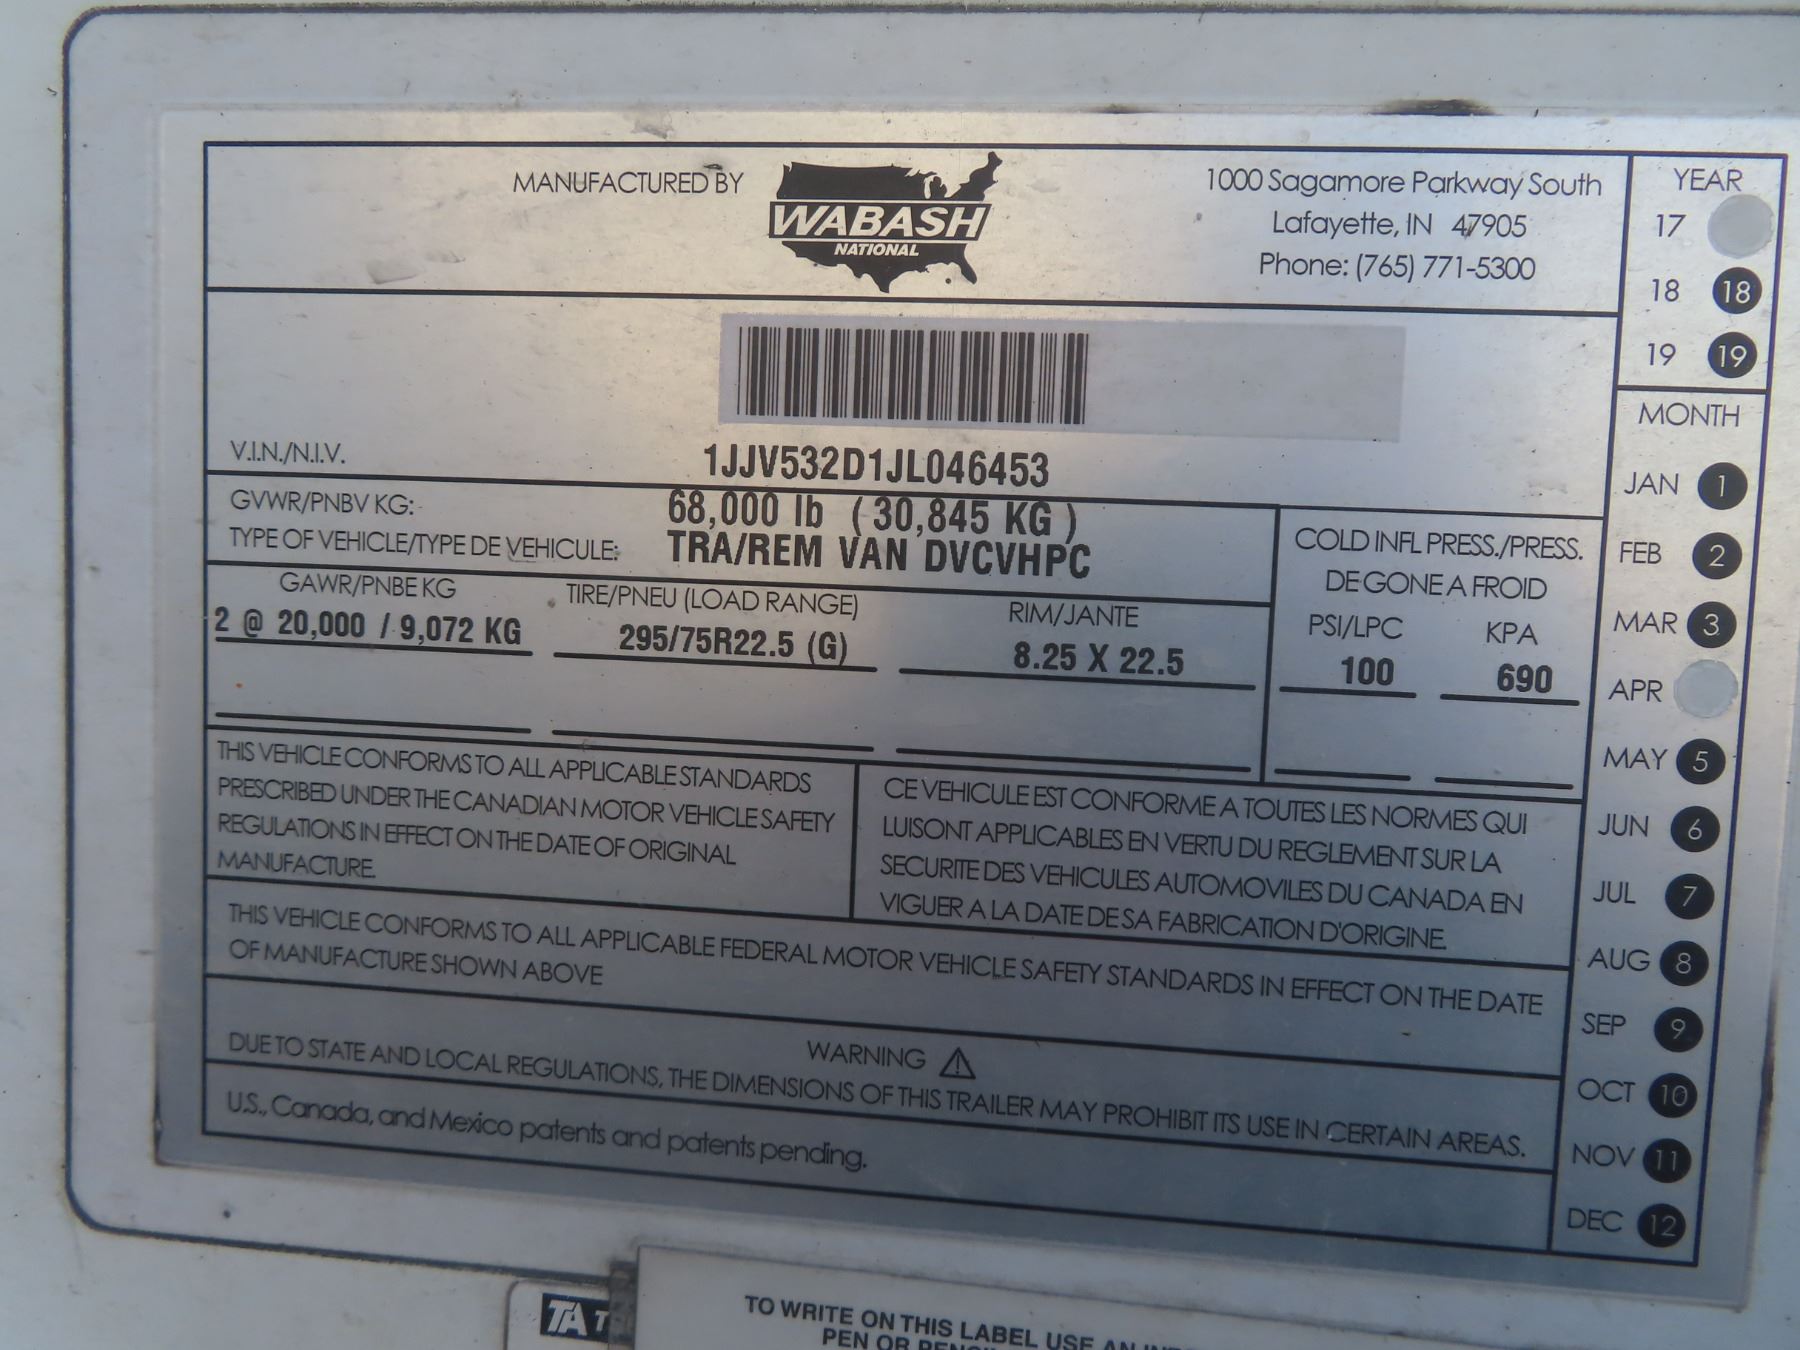 MANUFACTURED BY
WABASH
NATIONAL
1000 Sagamore Parkway South
Lafayette, IN 47905
Phone: (765) 771-5300
V.I.N./N.I.V.
1JJV532D1JL046453
GVWR/PNBV KG: 68,000 lb ( 30,845 KG )
TYPE OF VEHICLE/TYPE DE VEHICULE: TRA/REM VAN DVCVHPC
GAWR/PNBE KG TIRE/PNEU (LOAD RANGE) RIM/JANTE
2 @ 20,000 / 9,072 KG 295/75R22.5 (G) 8.25 X 22.5
COLD INFL PRESS./PRESS.
DE GONE A FROID
PSI/LPC KPA
100 690
THIS VEHICLE CONFORMS TO ALL APPLICABLE STANDARDS
PRESCRIBED UNDER THE CANADIAN MOTOR VEHICLE SAFETY
REGULATIONS IN EFFECT ON THE DATE OF ORIGINAL
MANUFACTURE.
CE VEHICULE EST CONFORME A TOUTES LES NORMES QUI
LUISONT APPLICABLES EN VERTU DU REGLEMENT SUR LA
SECURITE DES VEHICULES AUTOMOVILES DU CANADA EN
VIGUER A LA DATE DE SA FABRICATION D'ORIGINE.
THIS VEHICLE CONFORMS TO ALL APPLICABLE FEDERAL MOTOR VEHICLE SAFETY STANDARDS IN EFFECT ON THE DATE
OF MANUFACTURE SHOWN ABOVE
WARNING
DUE TO STATE AND LOCAL REGULATIONS, THE DIMENSIONS OF THIS TRAILER MAY PROHIBIT ITS USE IN CERTAIN AREAS.
U.S., Canada, and Mexico patents and patents pending.
YEAR
17
18 18
19 19
MONTH
JAN 1
FEB 2
MAR 3
APR
MAY 5
JUN 6
JUL 7
AUG 8
SEP 9
OCT 10
NOV 11
DEC 12
TA T
TO WRITE ON THIS LABEL USE AN
PEN OR